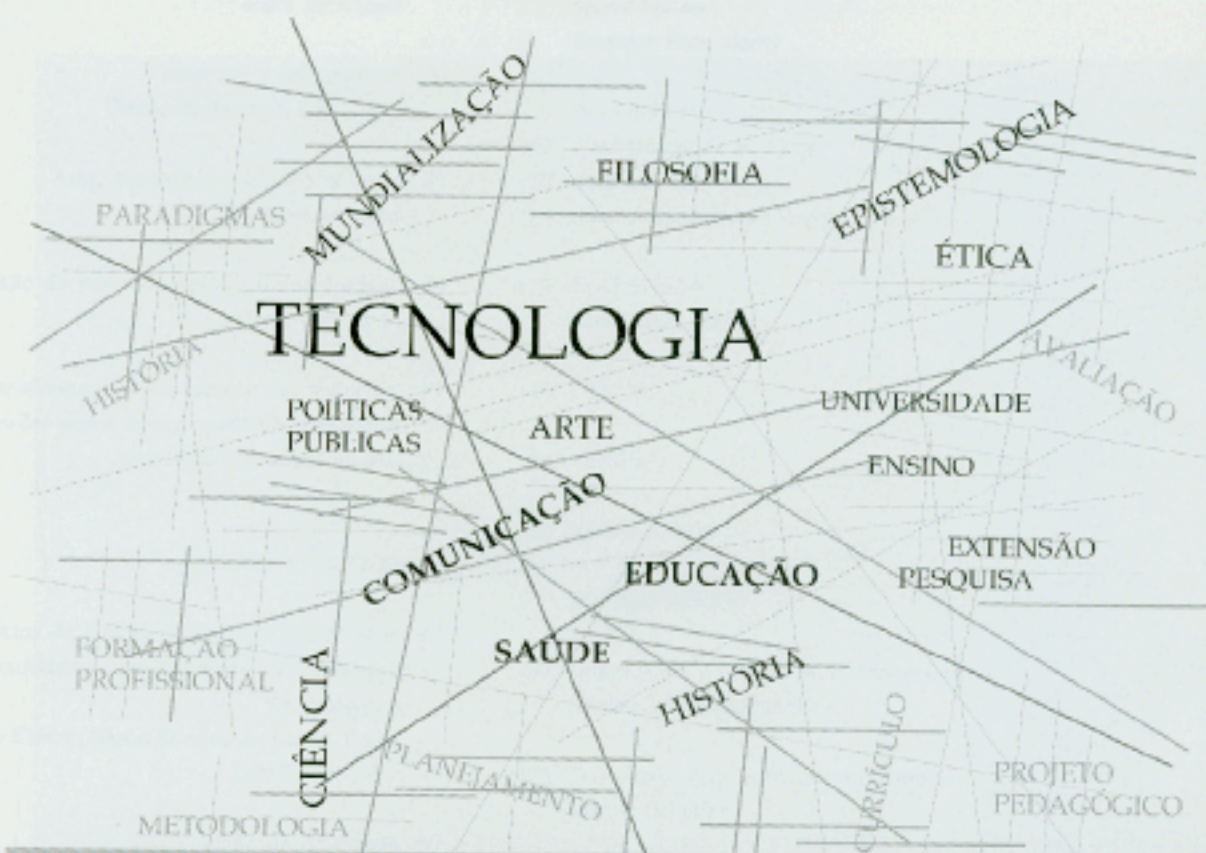 MUNDIALIZAÇÃO
FILOSOFIA
EPISTEMOLOGIA
PARADIGMAS
ÉTICA
TECNOLOGIA
HISTÓRIA
AVALIAÇÃO
POLÍTICAS
PÚBLICAS
ARTE
UNIVERSIDADE
ENSINO
COMUNICAÇÃO
EXTENSÃO
EDUCAÇÃO
PESQUISA
FORMAÇÃO
PROFISSIONAL
SAÚDE
HISTÓRIA
CIÊNCIA
PLANEJAMENTO
CURRÍCULO
PROJETO
PEDAGÓGICO
METODOLOGIA